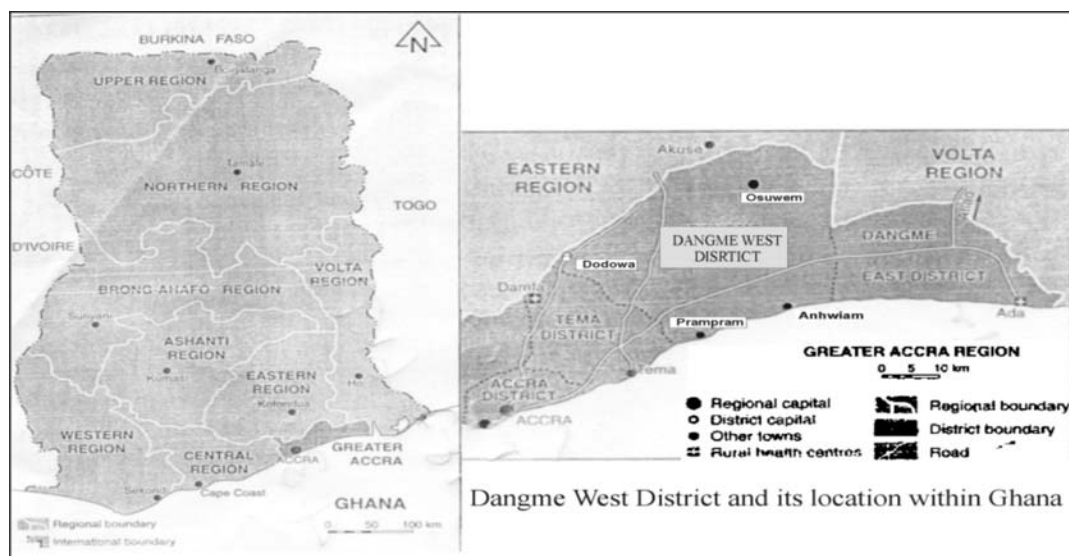 BURKINA FASO
N
Bolgatanga
UPPER REGION
CÔTE
Tamale
NORTHERN REGION
TOGO
D'IVOIRE
VOLTA
REGION
BRONG-AHAFO REGION
Sunyani
ASHANTI
REGION
Kumasi
EASTERN
REGION
Ho
Koforidua
WESTERN
REGION
CENTRAL
REGION
ACCRA
GREATER
ACCRA
Sekondi
Cape Coast
GHANA
Regional boundary
International boundary
0 50 100 km
EASTERN
REGION
Akuse
VOLTA
REGION
Osuwem
DANGME WEST
DISRTICT
DANGME
EAST DISTRICT
Dodowa
Damfa
TEMA
DISTRICT
Prampram
Anhwiam
Ada
Tema
ACCRA
DISTRICT
ACCRA
GREATER ACCRA REGION
0 5 10 km
Regional capital
District capital
Other towns
Rural health centres
Regional boundary
District boundary
Road
Dangme West District and its location within Ghana